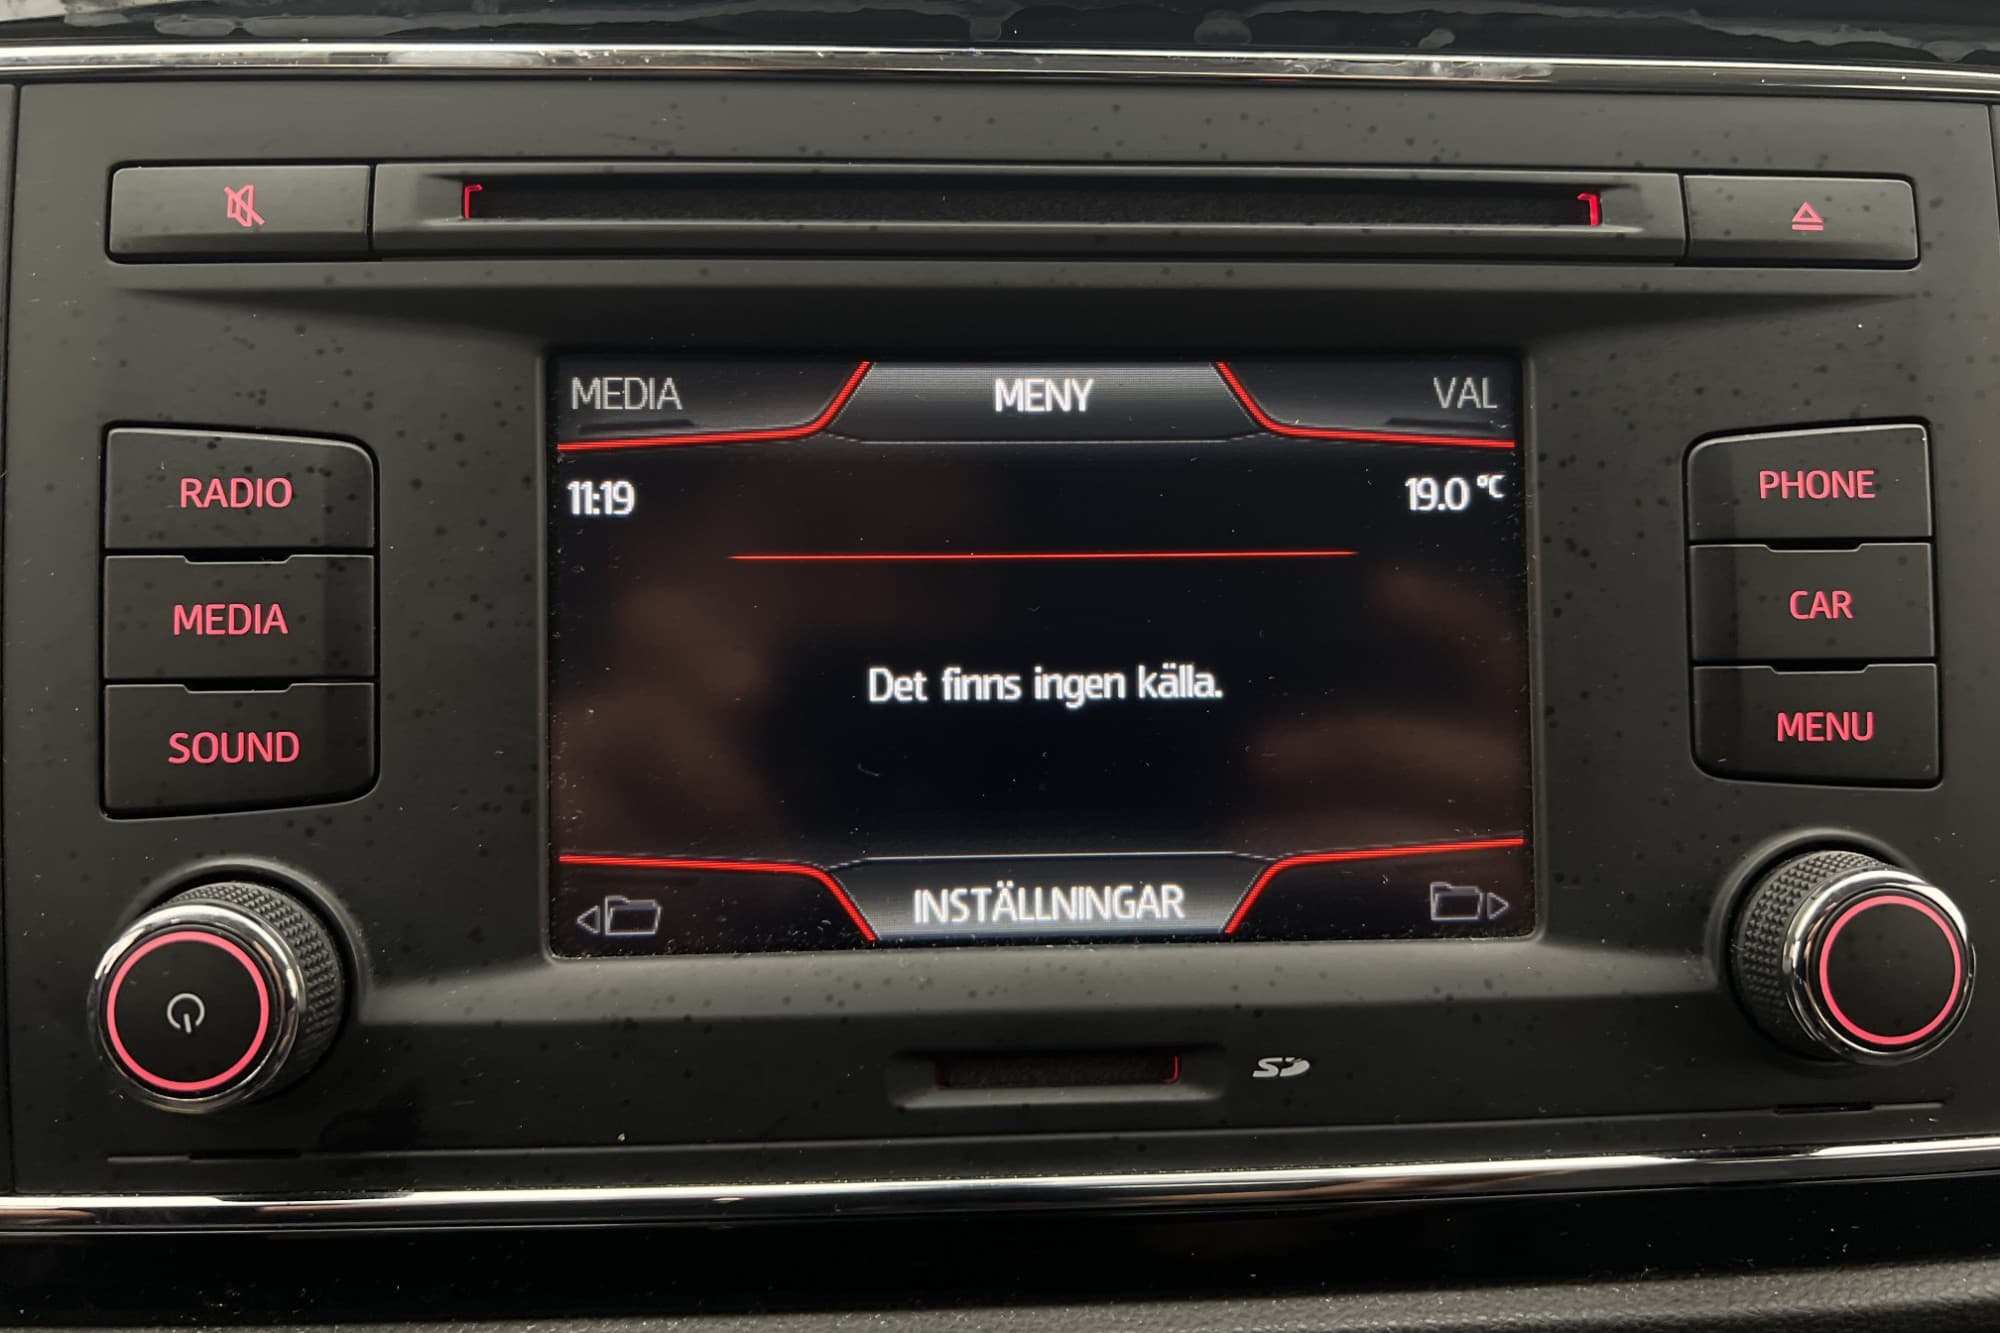 MEDIA MENY VAL
11:19 19.0 °C
Det finns ingen källa.
INSTÄLLNINGAR
RADIO
MEDIA
SOUND
PHONE
CAR
MENU
SD